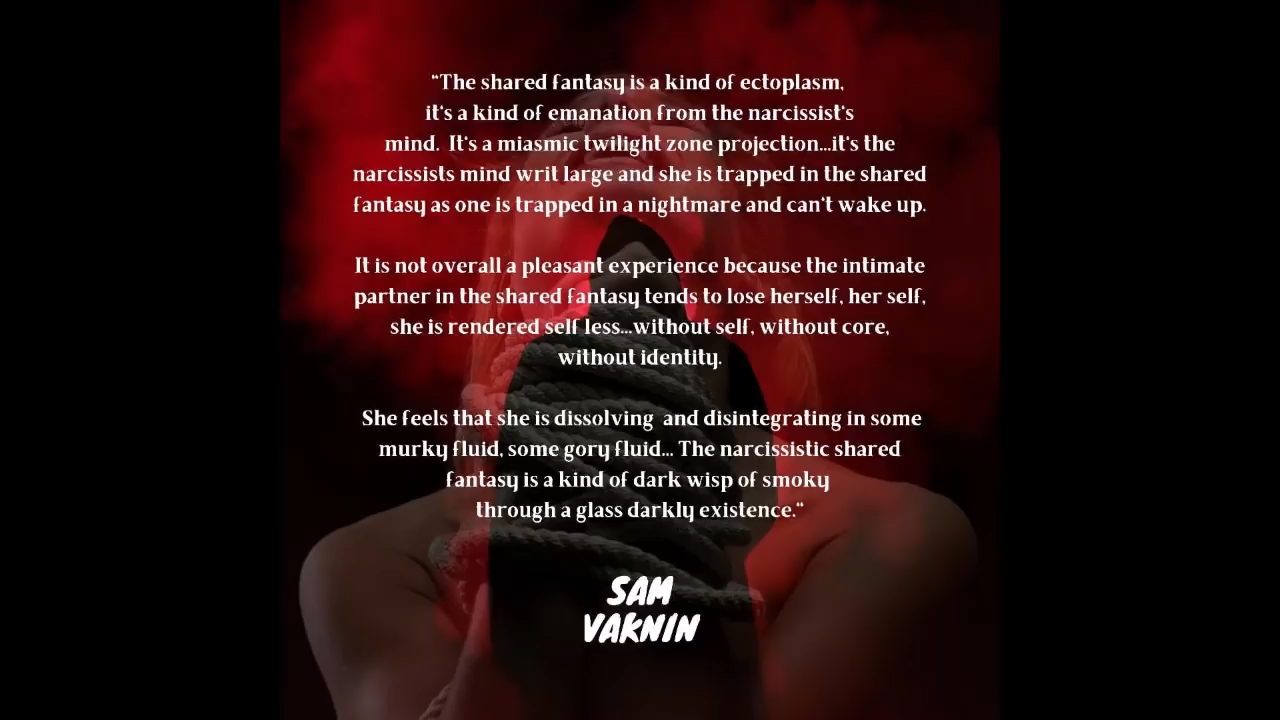 "The shared fantasy is a kind of ectoplasm,
it's a kind of emanation from the narcissist's
mind.  It's a miasmic twilight zone projection...it's the
narcissists mind writ large and she is trapped in the shared
fantasy as one is trapped in a nightmare and can't wake up.
It is not overall a pleasant experience because the intimate
partner in the shared fantasy tends to lose herself, her self,
she is rendered self less...without self, without core,
without identity.
She feels that she is dissolving  and disintegrating in some
murky fluid, some gory fluid... The narcissistic shared
fantasy is a kind of dark wisp of smoky
through a glass darkly existence."
SAM
VAKNIN